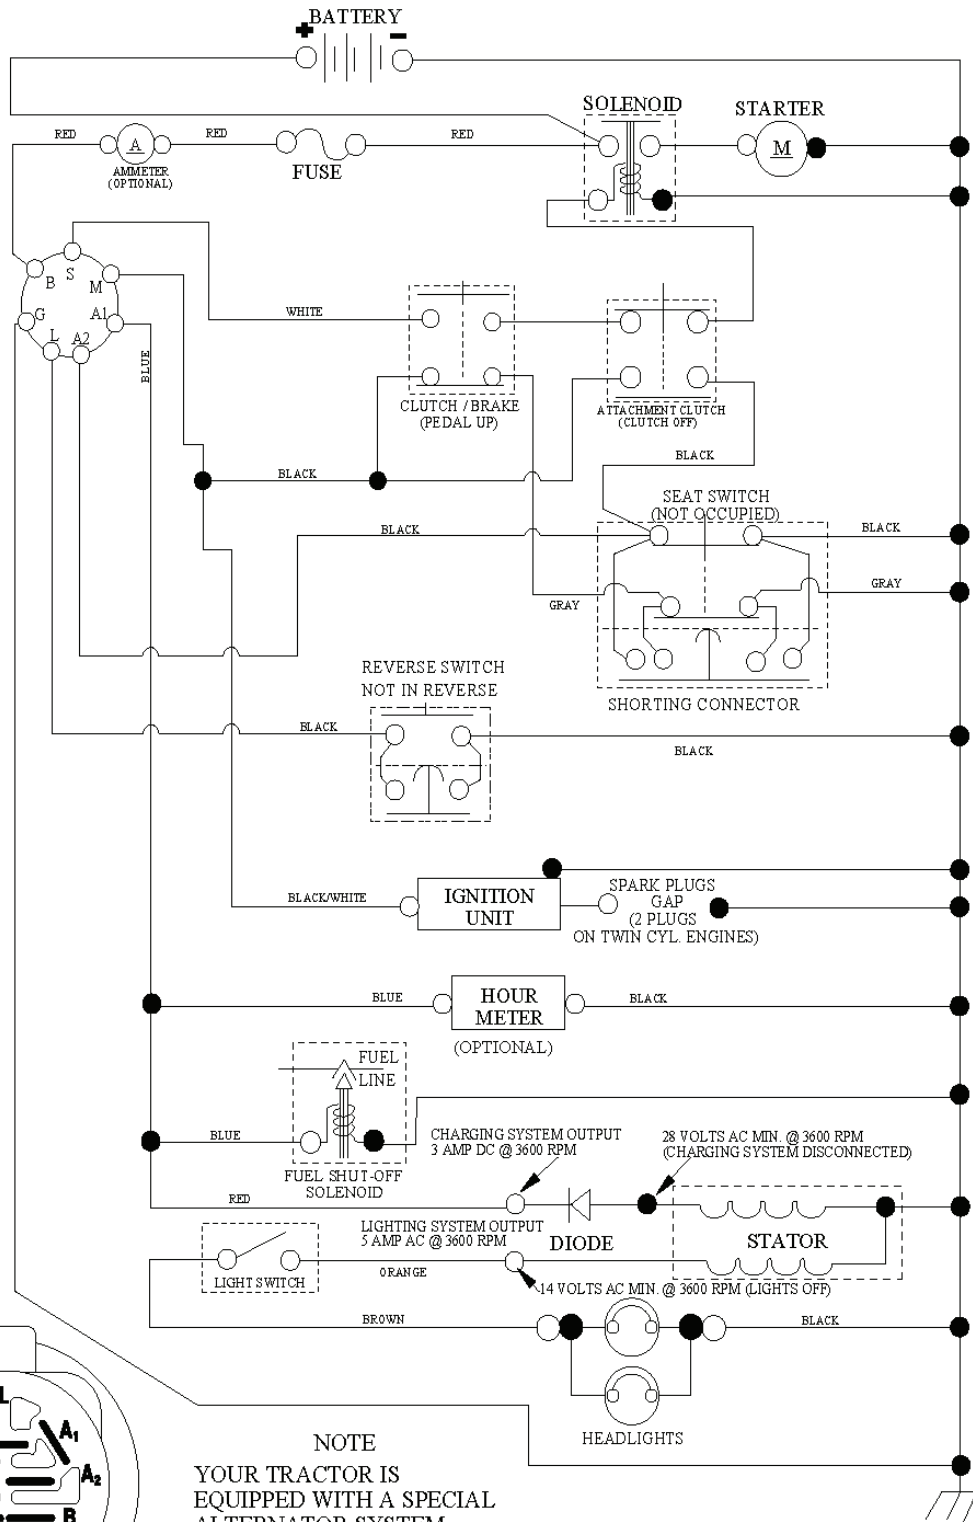 BATTERY
+ -
SOLENOID
STARTER
RED
RED
RED
A
M
AMMETER
(OPTIONAL)
FUSE
B
S
M
G
A1
L
A2
BLUE
WHITE
CLUTCH / BRAKE
(PEDAL UP)
ATTACHMENT CLUTCH
(CLUTCH OFF)
BLACK
BLACK
SEAT SWITCH
(NOT OCCUPIED)
BLACK
BLACK
GRAY
GRAY
REVERSE SWITCH
NOT IN REVERSE
SHORTING CONNECTOR
BLACK
BLACK
BLACK/WHITE
IGNITION
UNIT
SPARK PLUGS
GAP
(2 PLUGS
ON TWIN CYL. ENGINES)
BLUE
HOUR
METER
BLACK
(OPTIONAL)
FUEL
LINE
BLUE
FUEL SHUT-OFF
SOLENOID
CHARGING SYSTEM OUTPUT
3 AMP DC @ 3600 RPM
28 VOLTS AC MIN. @ 3600 RPM
(CHARGING SYSTEM DISCONNECTED)
RED
LIGHTING SYSTEM OUTPUT
5 AMP AC @ 3600 RPM
DIODE
STATOR
LIGHT SWITCH
ORANGE
14 VOLTS AC MIN. @ 3600 RPM (LIGHTS OFF)
BROWN
BLACK
HEADLIGHTS
L
A1
A2
B
NOTE
YOUR TRACTOR IS
EQUIPPED WITH A SPECIAL
ALTERNATOR SYSTEM